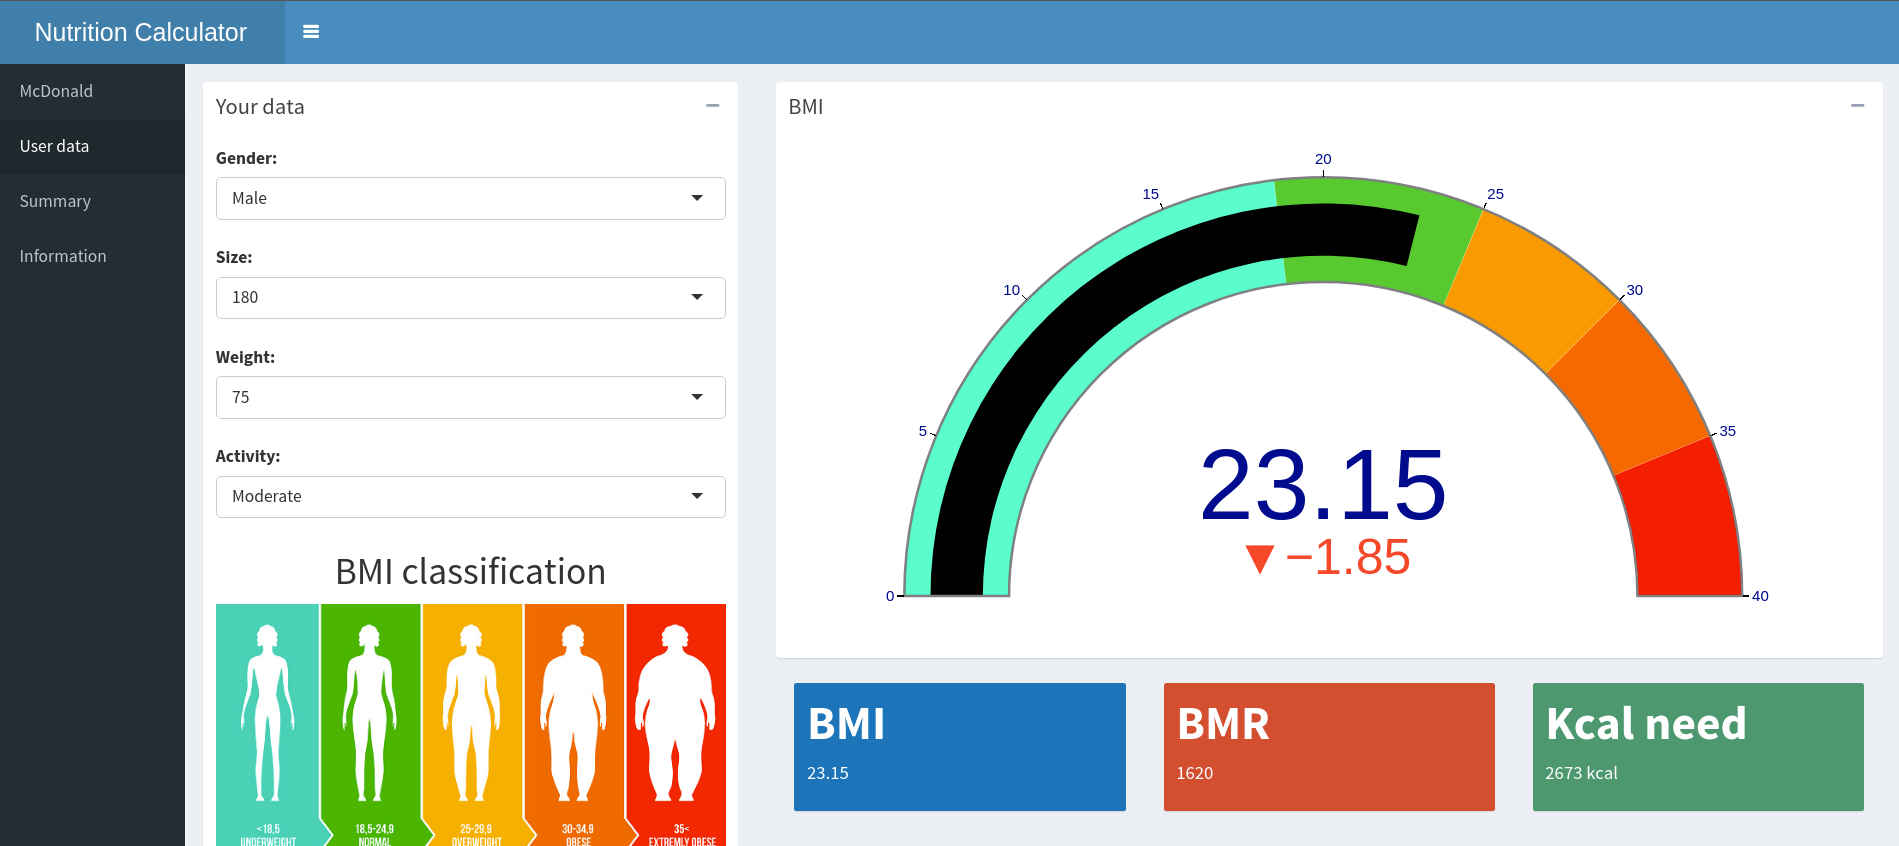 Nutrition Calculator
McDonald
User data
Summary
Information
Your data
Gender:
Male
Size:
180
Weight:
75
Activity:
Moderate
BMI classification
<18,5
UNDERWEIGHT
18,5-24,9
NORMAL
25-29,9
OVERWEIGHT
30-34,9
OBESE
35<
EXTREMLY OBESE
BMI
0
5
10
15
20
25
30
35
40
23.15
▼−1.85
BMI
23.15
BMR
1620
Kcal need
2673 kcal